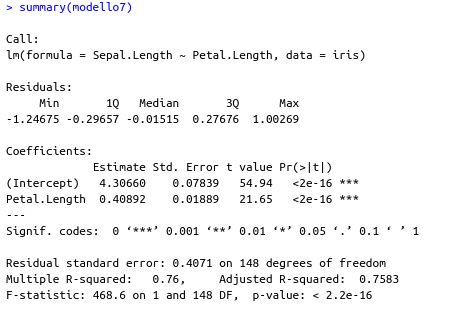 > summary(modello7)
Call:
lm(formula = Sepal.Length ~ Petal.Length, data = iris)
Residuals:
     Min       1Q   Median       3Q      Max
-1.24675 -0.29657 -0.01515  0.27676  1.00269
Coefficients:
             Estimate Std. Error t value Pr(>|t|)
(Intercept)   4.30660    0.07839   54.94   <2e-16 ***
Petal.Length  0.40892    0.01889   21.65   <2e-16 ***
---
Signif. codes:  0 ‘***’ 0.001 ‘**’ 0.01 ‘*’ 0.05 ‘.’ 0.1 ‘ ’ 1
Residual standard error: 0.4071 on 148 degrees of freedom
Multiple R-squared:   0.76,	Adjusted R-squared:  0.7583
F-statistic: 468.6 on 1 and 148 DF,  p-value: < 2.2e-16